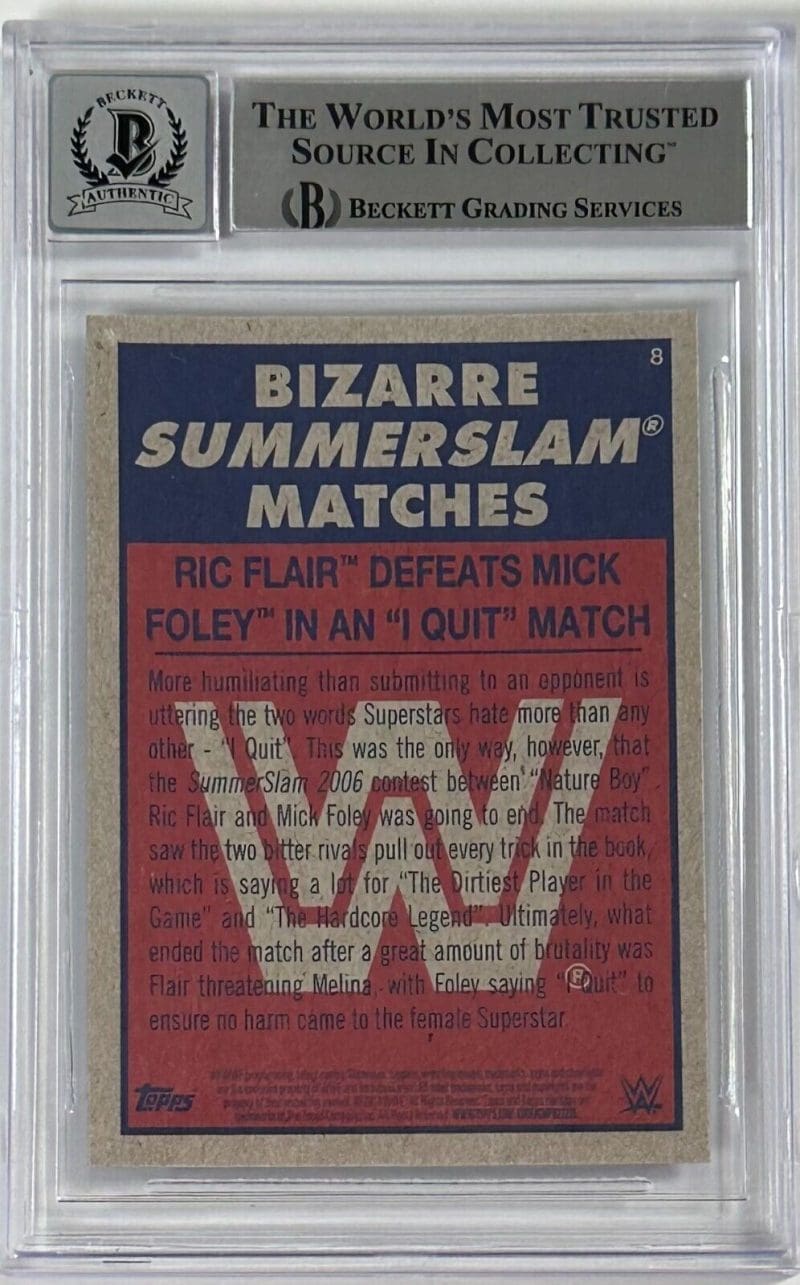 BECKETT
B
AUTHENTIC
THE WORLD'S MOST TRUSTED
SOURCE IN COLLECTING™
(B) BECKETT GRADING SERVICES
8
BIZARRE
SUMMERSLAM®
MATCHES
RIC FLAIR™ DEFEATS MICK
FOLEY™ IN AN “I QUIT” MATCH
More humiliating than submitting to an opponent is
uttering the two words Superstars hate more than any
other - “I Quit”. This was the only way, however, that
the SummerSlam 2006 contest between “Nature Boy”
Ric Flair and Mick Foley was going to end. The match
saw the two bitter rivals pull out every trick in the book,
which is saying a lot for “The Dirtiest Player in the
Game” and “The Hardcore Legend”. Ultimately, what
ended the match after a great amount of brutality was
Flair threatening Melina, with Foley saying “I Quit” to
ensure no harm came to the female Superstar
Topps
W